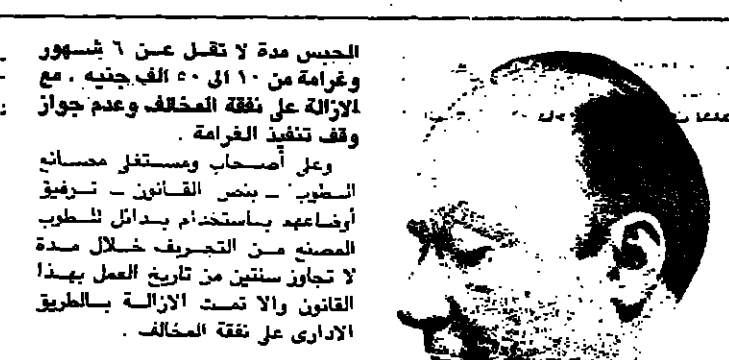 الحبس مدة لا تقل عن ٦ شهور
وغرامة من ١٠ الى ٥٠ الف جنيه ، مع
الازالة على نفقة المخالف وعدم جواز
وقف تنفيذ الغرامة .
وعلى أصحاب ومستغلى مصانع
الطوب ـ بنص القانون ـ توفيق
أوضاعهم باستخدام بدائل للطوب
المصنع من التجريف خلال مدة
لا تجاوز سنتين من تاريخ العمل بهذا
القانون والا تمت الازالة بالطريق
الادارى على نفقة المخالف .